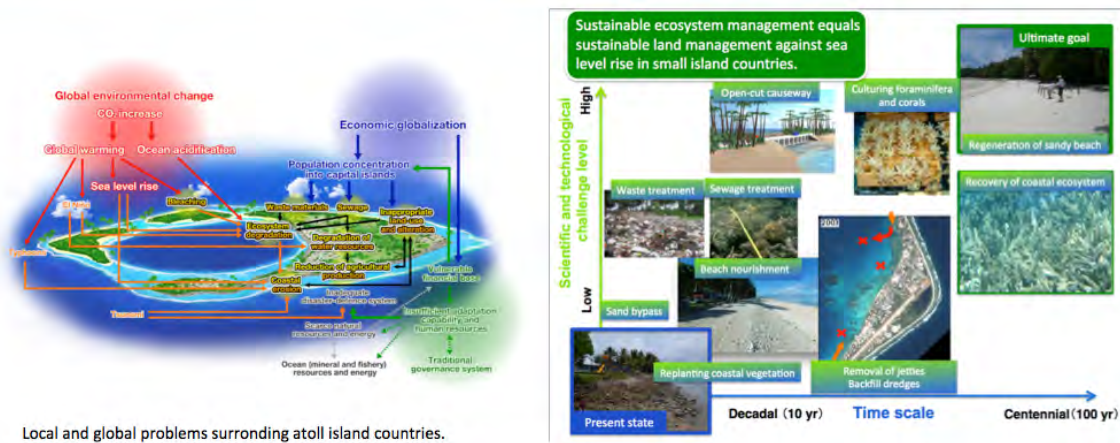 Global environmental change
CO₂ increase
Global warming
Ocean acidification
Sea level rise
El Niño
Bleaching
Economic globalization
Population concentration
into capital islands
Waste materials
Sewage
Inappropriate
land-use
and alteration
Ecosystem
degradation
Degradation of
water resources
Reduction of agricultural
production
Coastal
erosion
Tsunami
Inadequate
disaster-defence system
Vulnerable
financial base
Insufficient adaptation
capability and
human resources
Scarce natural
resources and energy
Ocean (mineral and fishery)
resources and energy
Traditional
governance system
Local and global problems surronding atoll island countries.
Sustainable ecosystem management equals
sustainable land management against sea
level rise in small island countries.
Scientific and technological
challenge level
High
Low
Open-cut causeway
Culturing foraminifera
and corals
Ultimate goal
Regeneration of sandy beach
Waste treatment
Sewage treatment
2003
Recovery of coastal ecosystem
Beach nourishment
Sand bypass
Replanting coastal vegetation
Removal of jetties
Backfill dredges
Present state
Decadal (10 yr)
Time scale
Centennial (100 yr)